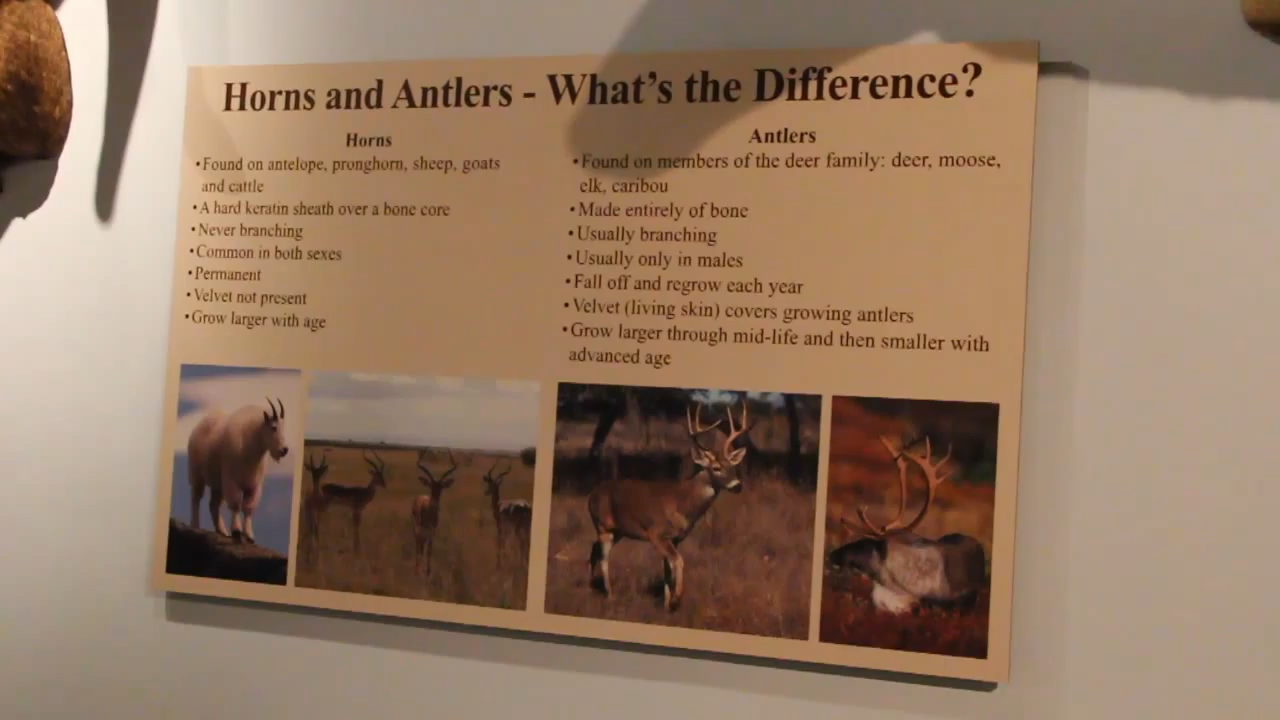 Horns and Antlers - What's the Difference?
Horns
•Found on antelope, pronghorn, sheep, goats
and cattle
•A hard keratin sheath over a bone core
•Never branching
•Common in both sexes
•Permanent
•Velvet not present
•Grow larger with age
Antlers
•Found on members of the deer family: deer, moose,
elk, caribou
•Made entirely of bone
•Usually branching
•Usually only in males
•Fall off and regrow each year
•Velvet (living skin) covers growing antlers
•Grow larger through mid-life and then smaller with
advanced age